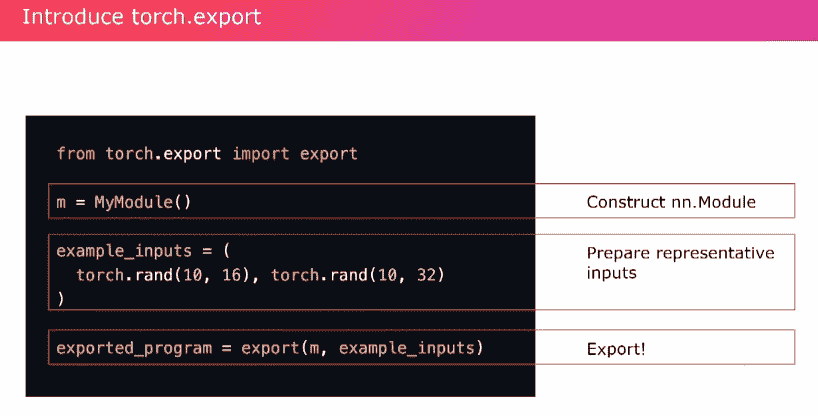 Introduce torch.export
from torch.export import export
m = MyModule()
Construct nn.Module
example_inputs = (
torch.rand(10, 16), torch.rand(10, 32)
)
Prepare representative
inputs
exported_program = export(m, example_inputs)
Export!